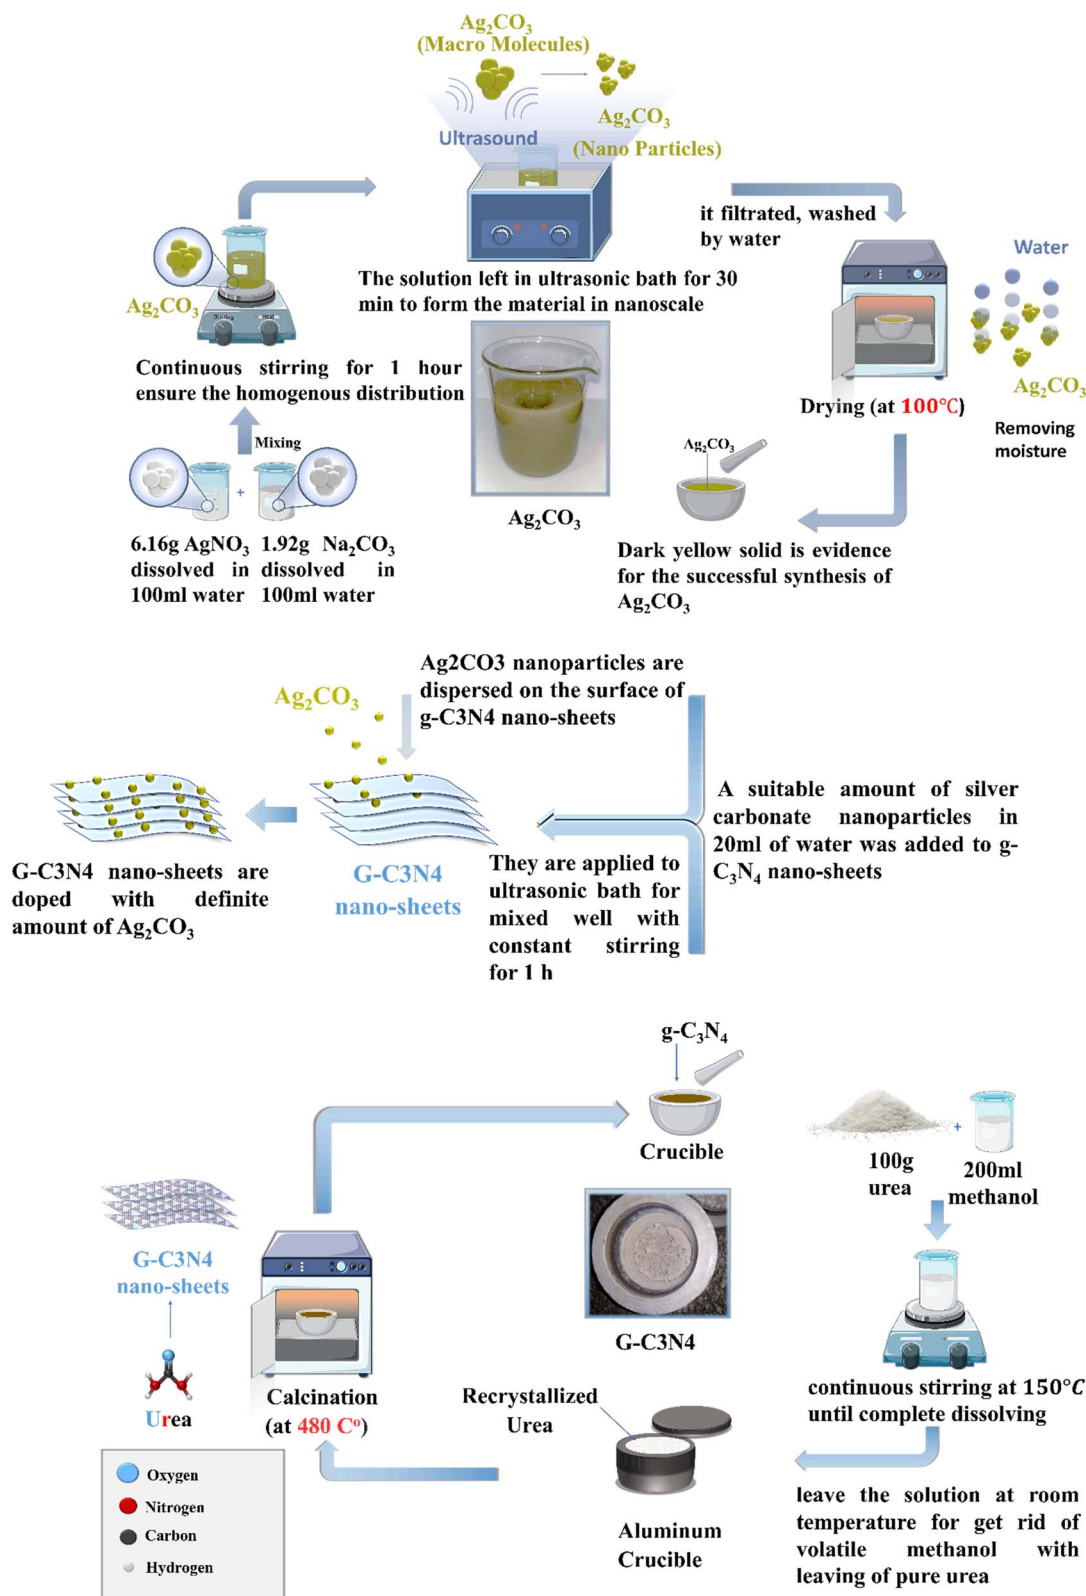 Ag₂CO₃
(Macro Molecules)
Ultrasound
Ag₂CO₃
(Nano Particles)
The solution left in ultrasonic bath for 30
min to form the material in nanoscale
Ag₂CO₃
Stirring
Heat
Continuous stirring for 1 hour
ensure the homogenous distribution
Mixing
+
6.16g AgNO₃
dissolved in
100ml water
1.92g Na₂CO₃
dissolved in
100ml water
Ag₂CO₃
it filtrated, washed
by water
Water
Ag₂CO₃
Drying (at 100℃)
Removing
moisture
Ag₂CO₃
Dark yellow solid is evidence
for the successful synthesis of
Ag₂CO₃
Ag2CO3 nanoparticles are
dispersed on the surface of
g-C3N4 nano-sheets
Ag₂CO₃
G-C3N4
nano-sheets
G-C3N4 nano-sheets are
doped with definite
amount of Ag₂CO₃
They are applied to
ultrasonic bath for
mixed well with
constant stirring
for 1 h
A suitable amount of silver
carbonate nanoparticles in
20ml of water was added to g-
C₃N₄ nano-sheets
g-C₃N₄
Crucible
100g
urea
+
200ml
methanol
G-C3N4
nano-sheets
Urea
Calcination
(at 480 Cº)
G-C3N4
continuous stirring at 150°C
until complete dissolving
Recrystallized
Urea
Aluminum
Crucible
leave the solution at room
temperature for get rid of
volatile methanol with
leaving of pure urea
Oxygen
Nitrogen
Carbon
Hydrogen